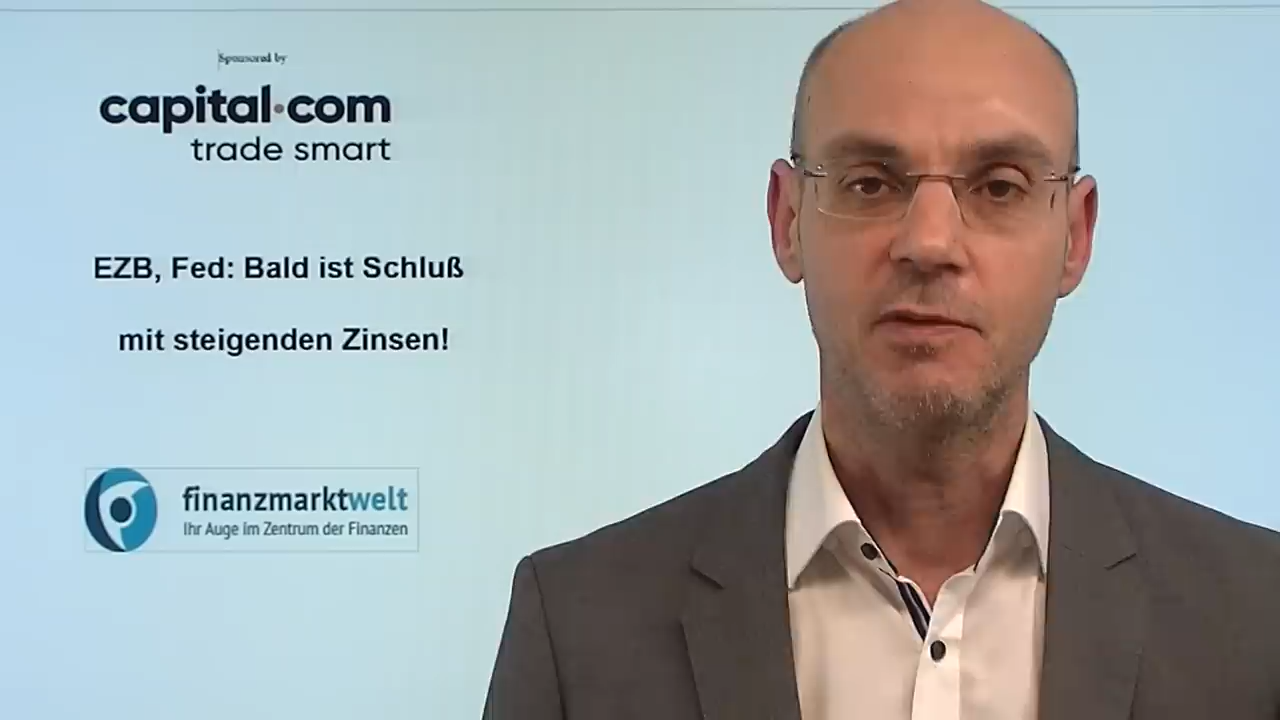 Sponsored by
capital.com
trade smart
EZB, Fed: Bald ist Schluß
mit steigenden Zinsen!
finanzmarktwelt
Ihr Auge im Zentrum der Finanzen